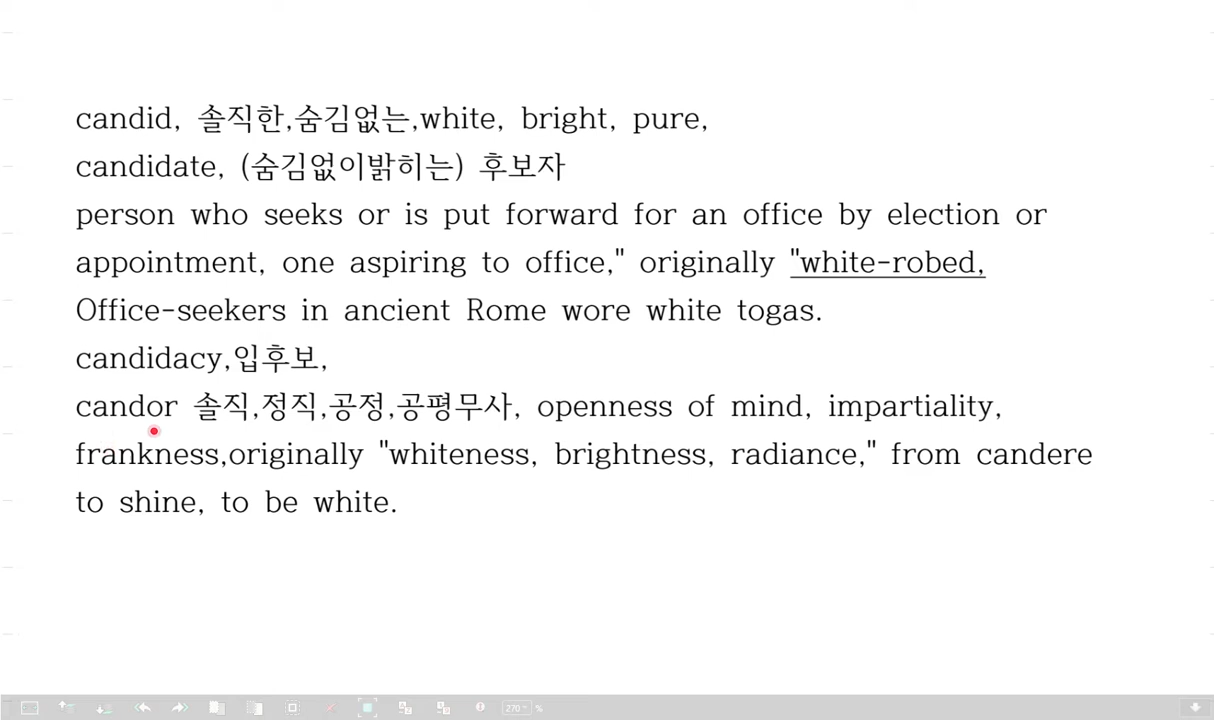 candid, 솔직한,숨김없는,white, bright, pure,
candidate, (숨김없이밝히는) 후보자
person who seeks or is put forward for an office by election or
appointment, one aspiring to office," originally "white-robed,
Office-seekers in ancient Rome wore white togas.
candidacy,입후보,
candor 솔직,정직,공정,공평무사, openness of mind, impartiality,
frankness,originally "whiteness, brightness, radiance," from candere
to shine, to be white.
270 %